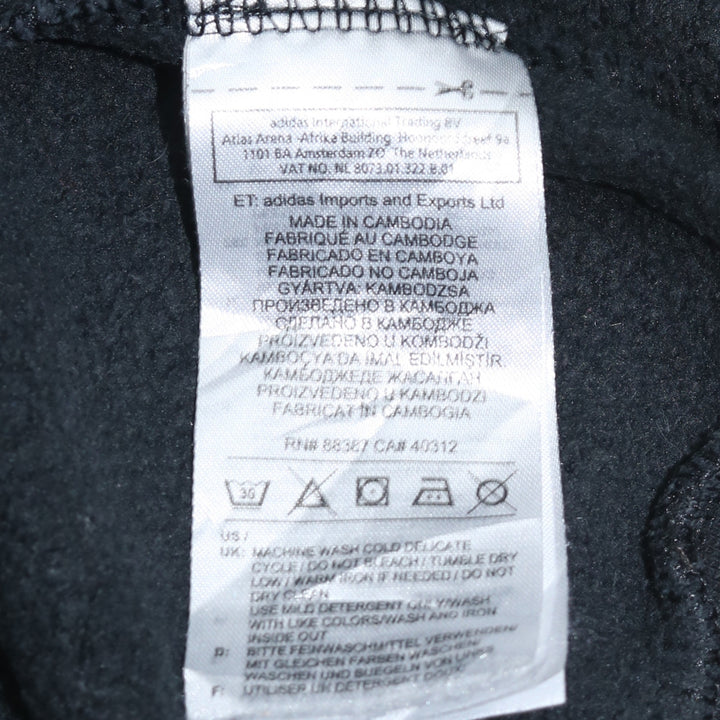 adidas International Trading BV
Atlas Arena -Afrika Building Hoogoorddreef 9a
1101 BA Amsterdam ZO The Netherlands
VAT NO. NL 8073.01.322.B.01
ET: adidas Imports and Exports Ltd
MADE IN CAMBODIA
FABRIQUÉ AU CAMBODGE
FABRICADO EN CAMBOYA
FABRICADO NO CAMBOJA
GYÁRTVA: KAMBODZSA
ПРОИЗВЕДЕНО В КАМБОДЖА
СДЕЛАНО В КАМБОДЖЕ
PROIZVEDENO U KOMBODŽI
KAMBOÇYA'DA IMAL EDİLMİŞTİR.
КАМБОДЖЕДЕ ЖАСАЛҒАН
PROIZVEDENO U KAMBODZI
FABRICAT ÎN CAMBOGIA
RN# 88387 CA# 40312
30
US /
UK: MACHINE WASH COLD DELICATE
CYCLE / DO NOT BLEACH / TUMBLE DRY
LOW / WARM IRON IF NEEDED / DO NOT
DRY CLEAN
USE MILD DETERGENT ONLY/WASH
WITH LIKE COLORS/WASH AND IRON
INSIDE OUT
D: BITTE FEINWASCHMITTEL VERWENDEN/
MIT GLEICHEN FARBEN WASCHEN/
WASCHEN UND BUEGELN VON LINKS
F: UTILISER UN DETERGENT DOUX/